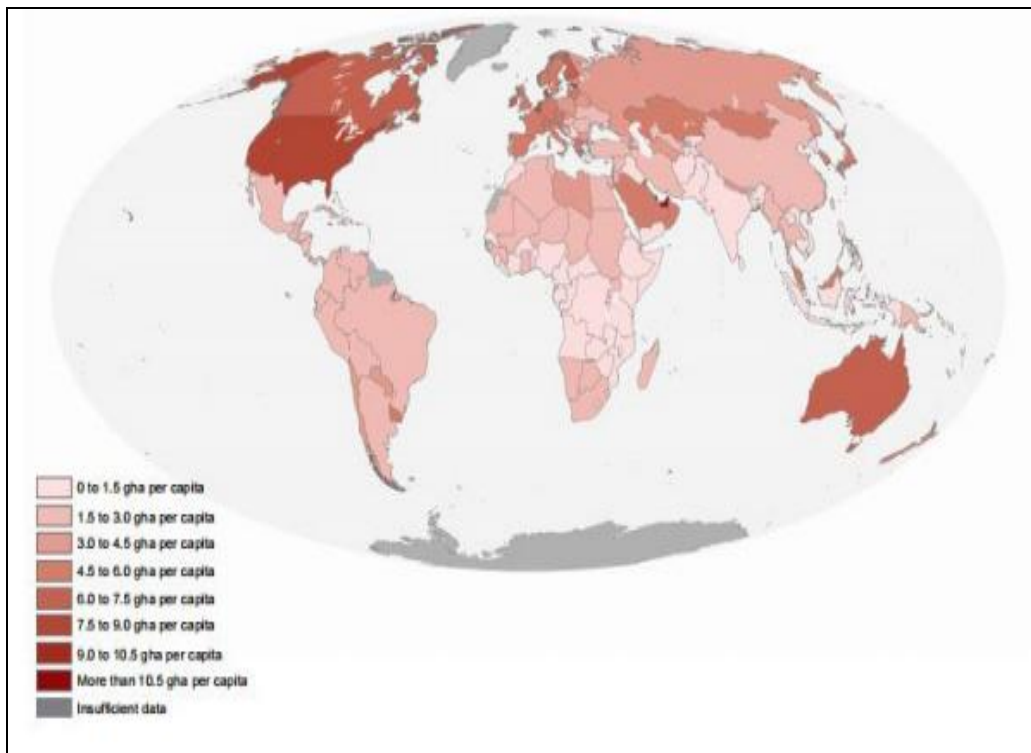 0 to 1.5 gha per capita
1.5 to 3.0 gha per capita
3.0 to 4.5 gha per capita
4.5 to 6.0 gha per capita
6.0 to 7.5 gha per capita
7.5 to 9.0 gha per capita
9.0 to 10.5 gha per capita
More than 10.5 gha per capita
Insufficient data